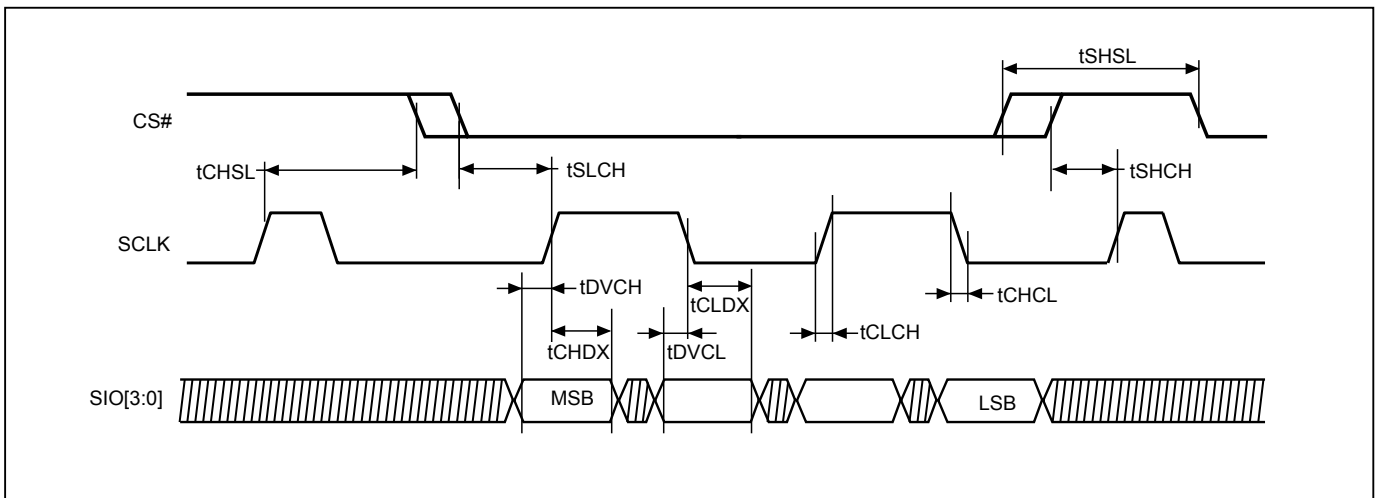 tSHSL
CS#
tCHSL
tSLCH
tSHCH
SCLK
tDVCH
tCLDX
tCHCL
tCHDX
tDVCL
tCLCH
SIO[3:0]
MSB
LSB